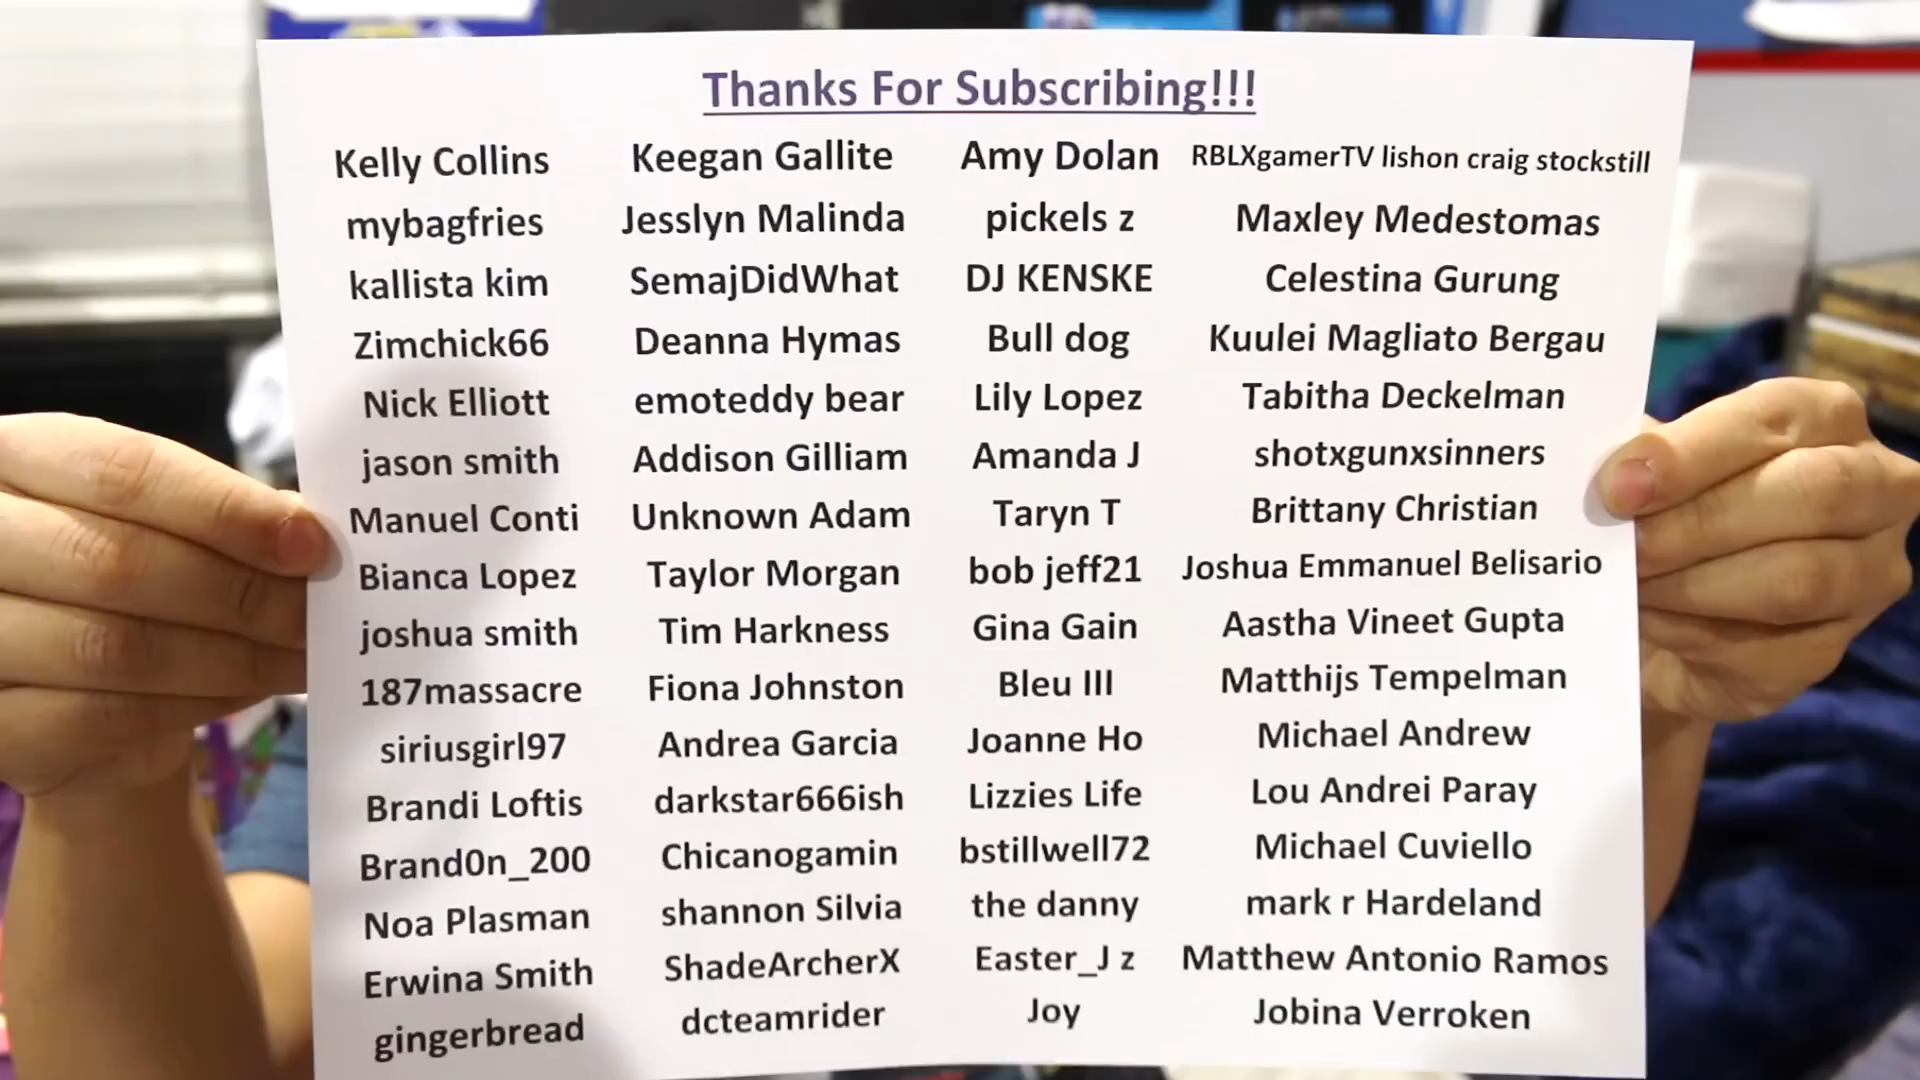 Thanks For Subscribing!!!
Kelly Collins Keegan Gallite Amy Dolan RBLXgamerTV lishon craig stockstill
mybagfries Jesslyn Malinda pickels z Maxley Medestomas
kallista kim SemajDidWhat DJ KENSKE Celestina Gurung
Zimchick66 Deanna Hymas Bull dog Kuulei Magliato Bergau
Nick Elliott emoteddy bear Lily Lopez Tabitha Deckelman
jason smith Addison Gilliam Amanda J shotxgunxsinners
Manuel Conti Unknown Adam Taryn T Brittany Christian
Bianca Lopez Taylor Morgan bob jeff21 Joshua Emmanuel Belisario
joshua smith Tim Harkness Gina Gain Aastha Vineet Gupta
187massacre Fiona Johnston Bleu III Matthijs Tempelman
siriusgirl97 Andrea Garcia Joanne Ho Michael Andrew
Brandi Loftis darkstar666ish Lizzies Life Lou Andrei Paray
Brand0n_200 Chicanogamin bstillwell72 Michael Cuviello
Noa Plasman shannon Silvia the danny mark r Hardeland
Erwina Smith ShadeArcherX Easter_J z Matthew Antonio Ramos
gingerbread dcteamrider Joy Jobina Verroken